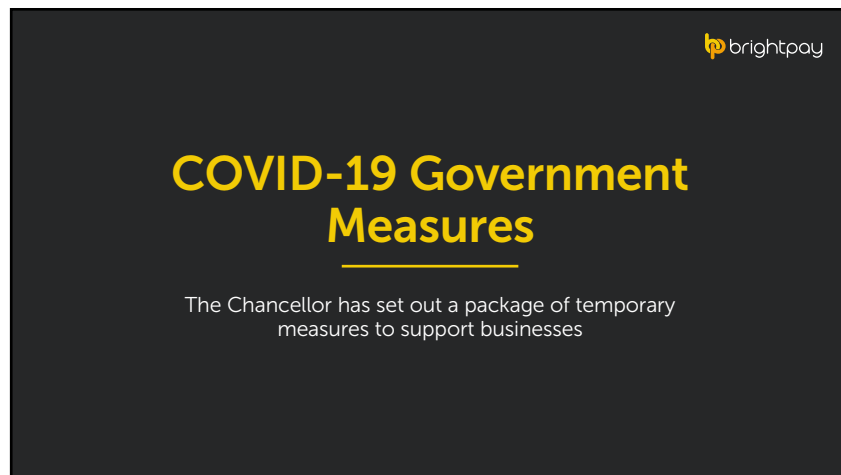 brightpay
COVID-19 Government
Measures
The Chancellor has set out a package of temporary
measures to support businesses